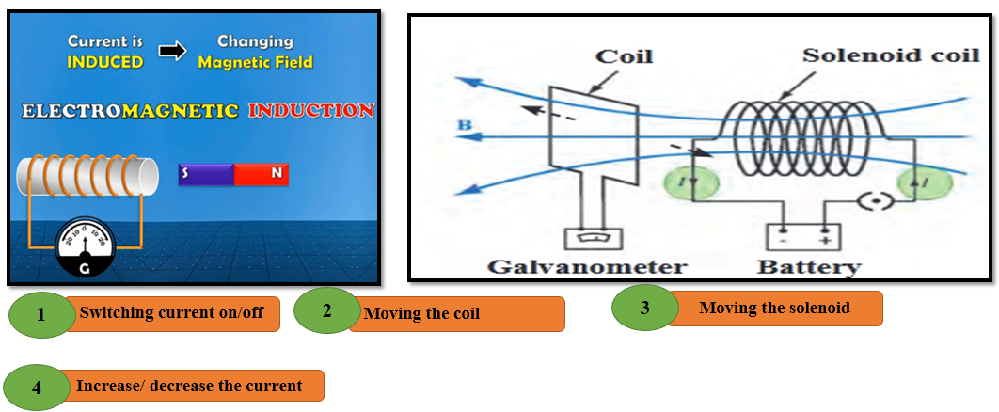 Current is
INDUCED
Changing
Magnetic Field
ELECTROMAGNETIC INDUCTION
S
N
20 10 0 10 20
G
Coil
Solenoid coil
B
I
I
- +
Galvanometer
Battery
1 Switching current on/off
2 Moving the coil
3 Moving the solenoid
4 Increase/ decrease the current